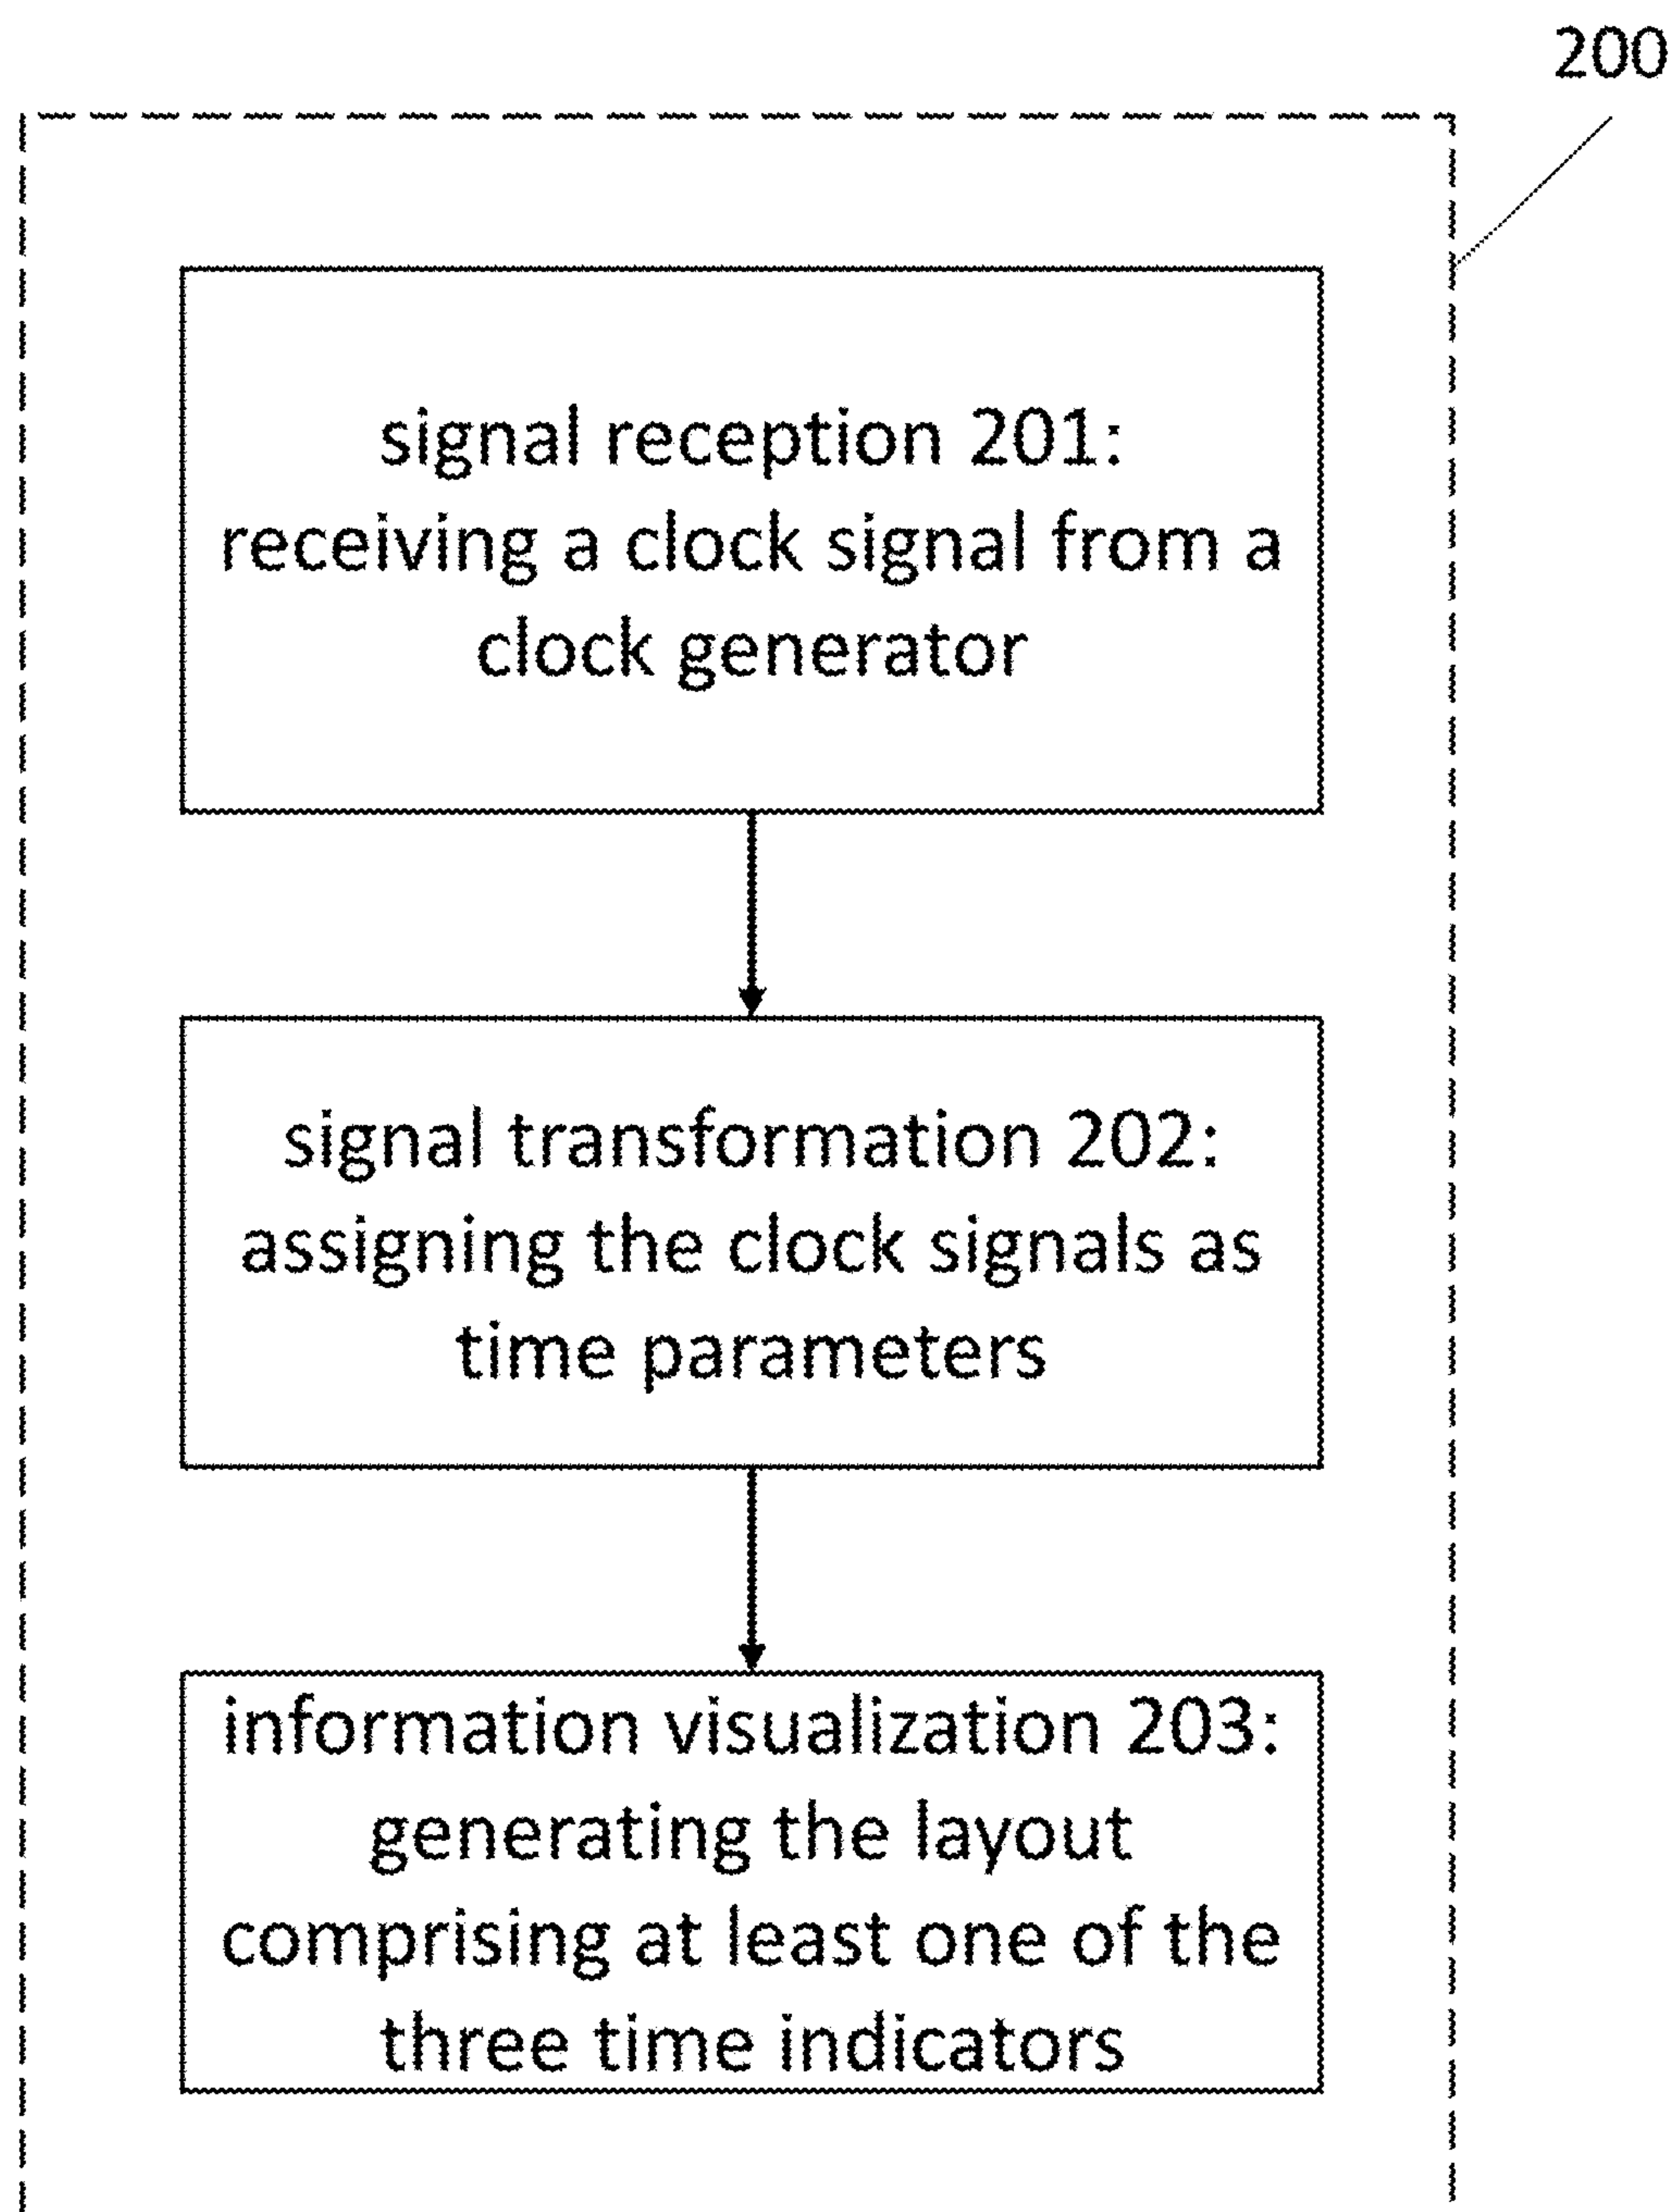 200
signal reception 201:
receiving a clock signal from a
clock generator
signal transformation 202:
assigning the clock signals as
time parameters
information visualization 203:
generating the layout
comprising at least one of the
three time indicators